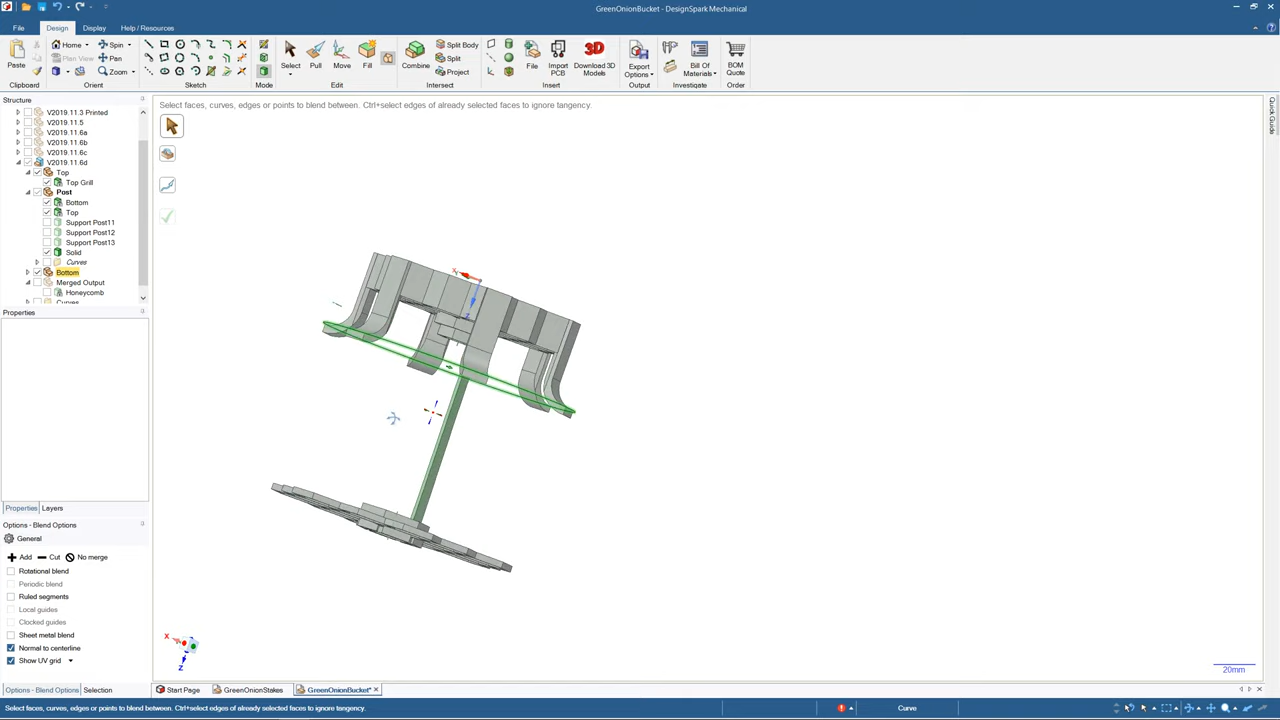 GreenOnionBucket - DesignSpark Mechanical
File Design Display Help / Resources
Home Spin
Plan View Pan
Zoom
Paste
Select Pull Move Fill
Combine Split Body
Split
Project
File Import PCB Download 3D Models
Export Options
Bill Of Materials
BOM Quote
Clipboard Orient Sketch Mode Edit Intersect Insert Output Investigate Order
Structure
V2019.11.3 Printed
V2019.11.5
V2019.11.6a
V2019.11.6b
V2019.11.6c
V2019.11.6d
Top
Top Grill
Post
Bottom
Top
Support Post11
Support Post12
Support Post13
Solid
Curves
Bottom
Merged Output
Honeycomb
Curves
Properties
Properties Layers
Options - Blend Options
General
Add Cut No merge
Rotational blend
Periodic blend
Ruled segments
Local guides
Clocked guides
Sheet metal blend
Normal to centerline
Show UV grid
Options - Blend Options Selection
Select faces, curves, edges or points to blend between. Ctrl+select edges of already selected faces to ignore tangency.
Quick Guide
3D
X
Z
X
Z
20mm
Start Page GreenOnionStakes GreenOnionBucket*
Select faces, curves, edges or points to blend between. Ctrl+select edges of already selected faces to ignore tangency.
Curve